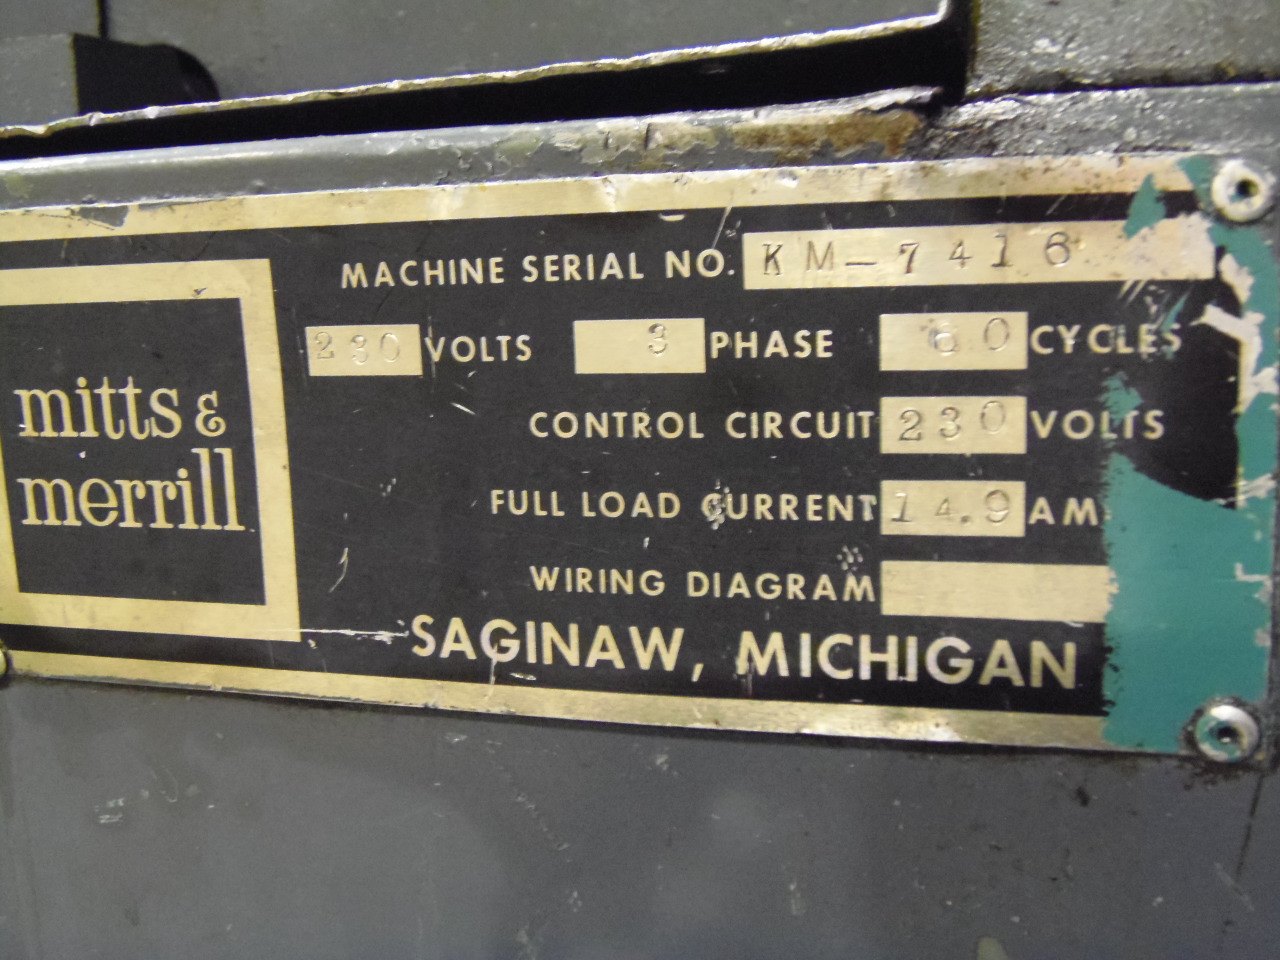 mitts &
merrill
MACHINE SERIAL NO. KM-7416
230 VOLTS 3 PHASE 60 CYCLES
CONTROL CIRCUIT 230 VOLTS
FULL LOAD CURRENT 14.9 AM
WIRING DIAGRAM
SAGINAW, MICHIGAN